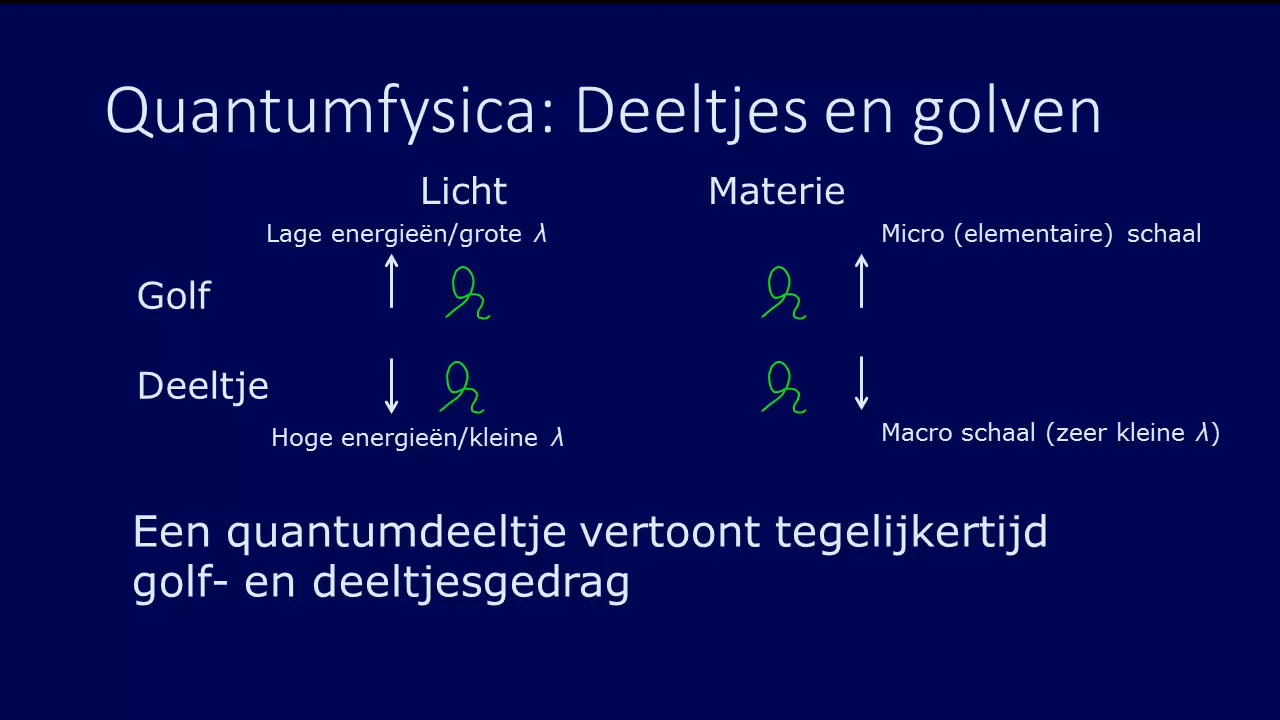 Quantumfysica: Deeltjes en golven
Licht Materie
Lage energieën/grote λ Micro (elementaire) schaal
Golf
Deeltje
Hoge energieën/kleine λ Macro schaal (zeer kleine λ)
Een quantumdeeltje vertoont tegelijkertijd
golf- en deeltjesgedrag